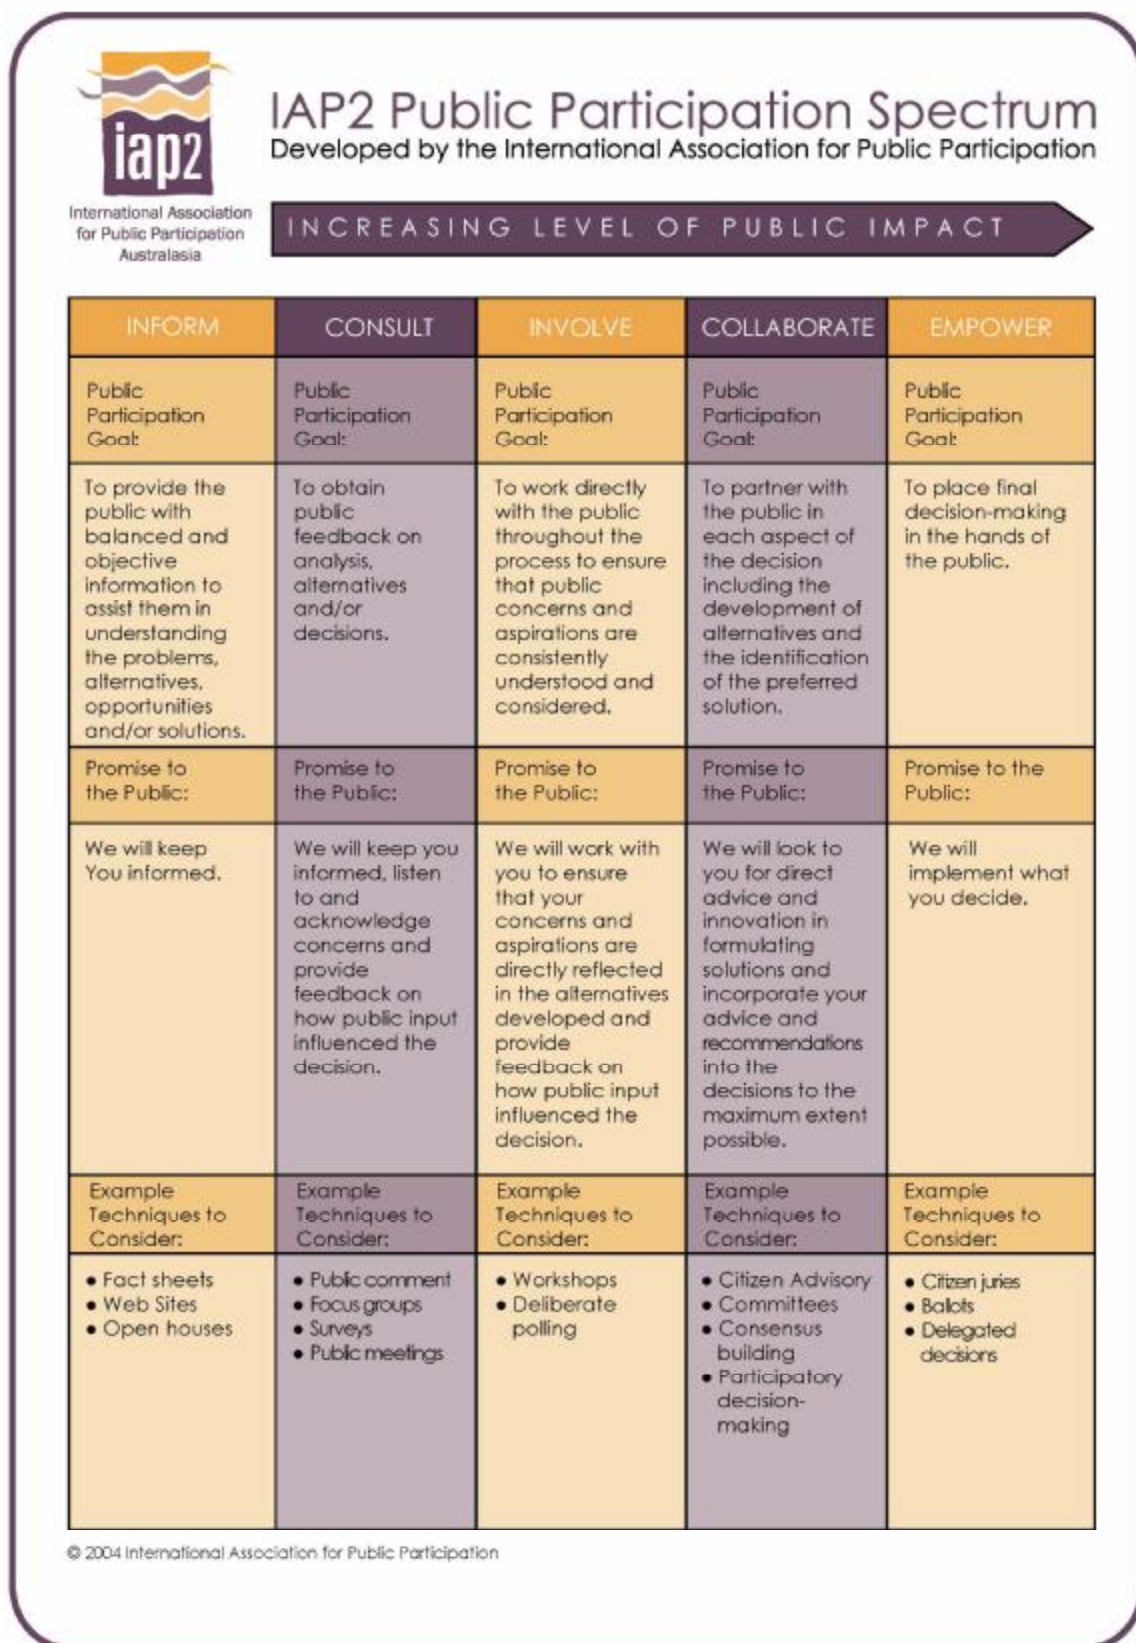 iap2
International Association
for Public Participation
Australasia
IAP2 Public Participation Spectrum
Developed by the International Association for Public Participation
INCREASING LEVEL OF PUBLIC IMPACT
INFORM
Public
Participation
Goal:
To provide the
public with
balanced and
objective
information to
assist them in
understanding
the problems,
alternatives,
opportunities
and/or solutions.
Promise to
the Public:
We will keep
You informed.
Example
Techniques to
Consider:
• Fact sheets
• Web Sites
• Open houses
CONSULT
Public
Participation
Goal:
To obtain
public
feedback on
analysis,
alternatives
and/or
decisions.
Promise to
the Public:
We will keep you
informed, listen
to and
acknowledge
concerns and
provide
feedback on
how public input
influenced the
decision.
Example
Techniques to
Consider:
• Public comment
• Focus groups
• Surveys
• Public meetings
INVOLVE
Public
Participation
Goal:
To work directly
with the public
throughout the
process to ensure
that public
concerns and
aspirations are
consistently
understood and
considered.
Promise to
the Public:
We will work with
you to ensure
that your
concerns and
aspirations are
directly reflected
in the alternatives
developed and
provide
feedback on
how public input
influenced the
decision.
Example
Techniques to
Consider:
• Workshops
• Deliberate
polling
COLLABORATE
Public
Participation
Goal:
To partner with
the public in
each aspect of
the decision
including the
development of
alternatives and
the identification
of the preferred
solution.
Promise to
the Public:
We will look to
you for direct
advice and
innovation in
formulating
solutions and
incorporate your
advice and
recommendations
into the
decisions to the
maximum extent
possible.
Example
Techniques to
Consider:
• Citizen Advisory
• Committees
• Consensus
building
• Participatory
decision-
making
EMPOWER
Public
Participation
Goal:
To place final
decision-making
in the hands of
the public.
Promise to the
Public:
We will
implement what
you decide.
Example
Techniques to
Consider:
• Citizen juries
• Ballots
• Delegated
decisions
© 2004 International Association for Public Participation